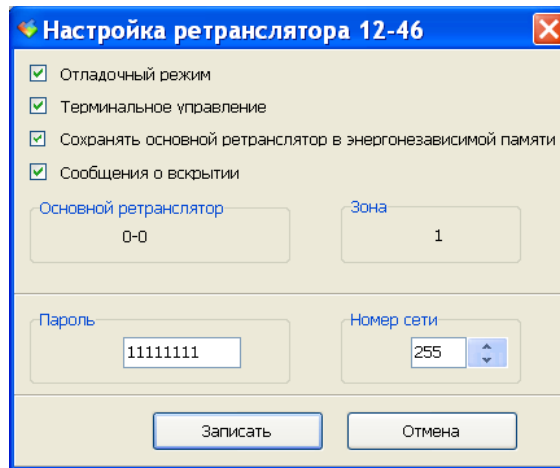 Настройка ретранслятора 12-46
Отладочный режим
Терминальное управление
Сохранять основной ретранслятор в энергонезависимой памяти
Сообщения о вскрытии
Основной ретранслятор
0-0
Зона
1
Пароль
11111111
Номер сети
255
Записать
Отмена